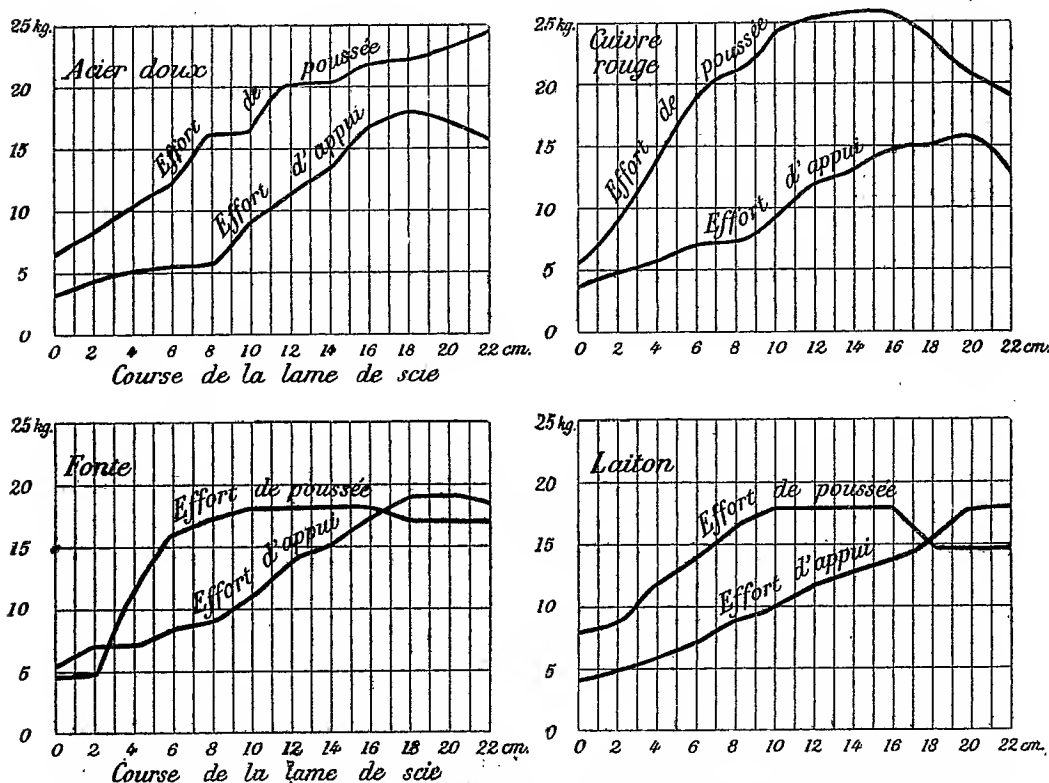 25 kg.
Acier doux
Effort de poussée
20
15
Effort d'appui
10
5
0
0 2 4 6 8 10 12 14 16 18 20 22 cm.
Course de la lame de scie
25 kg.
Cuivre
rouge
Effort de poussée
20
15
Effort d'appui
10
5
0
0 2 4 6 8 10 12 14 16 18 20 22 cm.
25 kg.
Fonte
20
Effort de poussée
15
Effort d'appui
10
5
0
0 2 4 6 8 10 12 14 16 18 20 22 cm.
Course de la lame de scie
25 kg.
Laiton
20
Effort de poussée
15
Effort d'appui
10
5
0
0 2 4 6 8 10 12 14 16 18 20 22 cm.